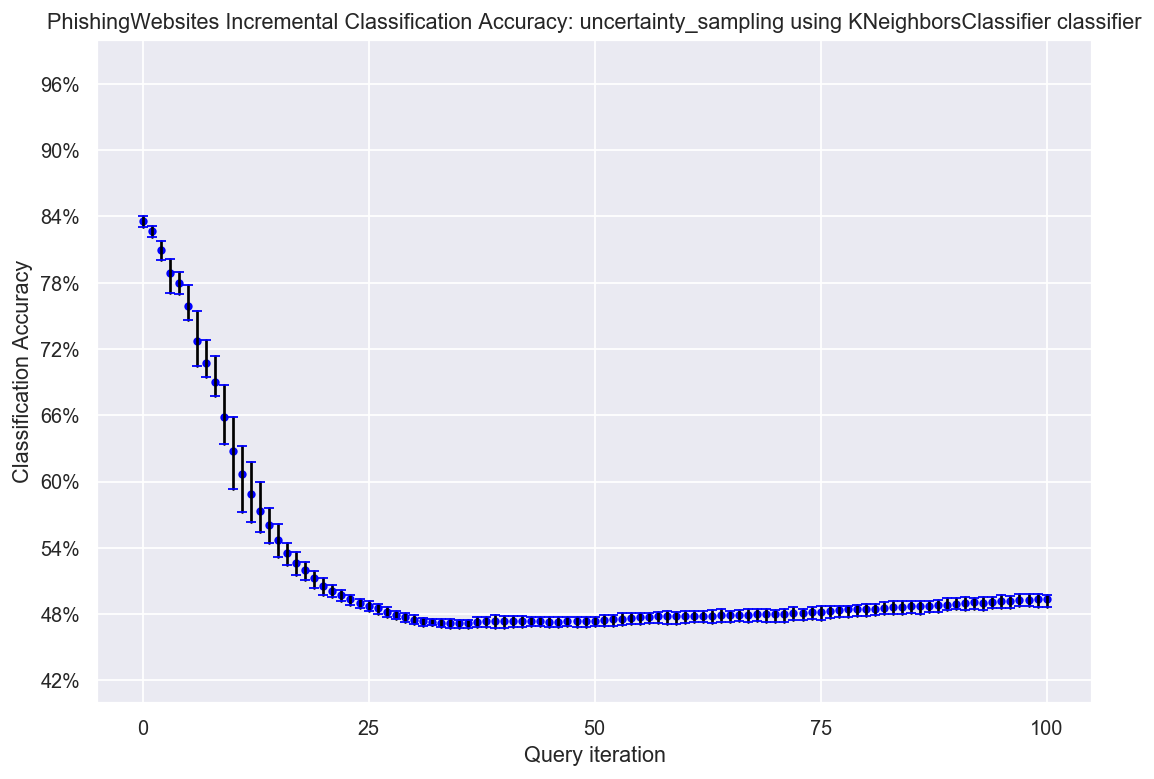 PhishingWebsites Incremental Classification Accuracy: uncertainty_sampling using KNeighborsClassifier classifier
96%
90%
84%
78%
72%
66%
60%
54%
48%
42%
Classification Accuracy
0 25 50 75 100
Query iteration